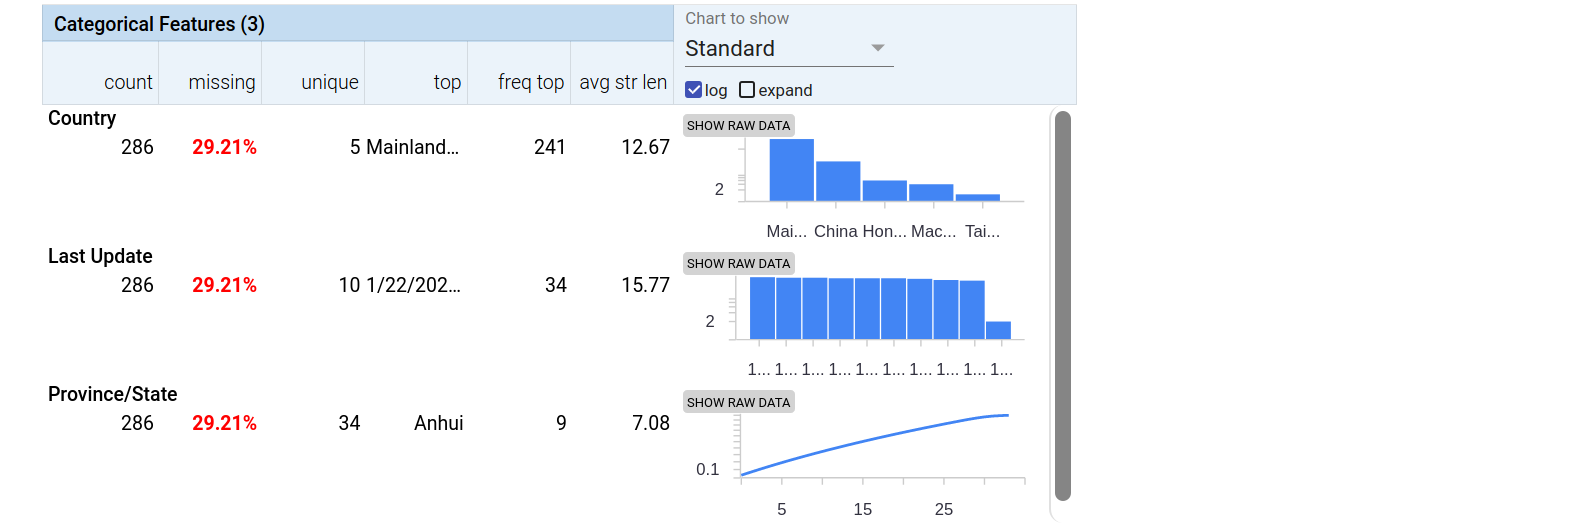 Categorical Features (3)
Chart to show
Standard
count missing unique top freq top avg str len
log expand
Country
SHOW RAW DATA
286 29.21% 5 Mainland... 241 12.67
2
Mai... China Hon... Mac... Tai...
Last Update
SHOW RAW DATA
286 29.21% 10 1/22/202... 34 15.77
2
1... 1... 1... 1... 1... 1... 1... 1... 1... 1...
Province/State
SHOW RAW DATA
286 29.21% 34 Anhui 9 7.08
0.1
5 15 25